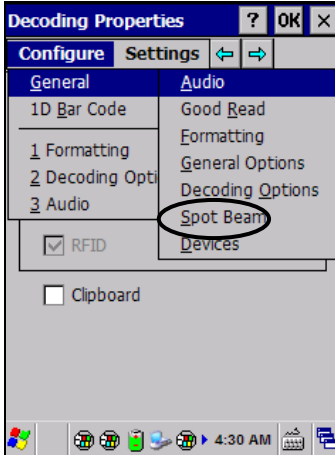 Decoding Properties ? OK ×
Configure Settings
General
1D Bar Code
1 Formatting
2 Decoding Opti
3 Audio
Audio
Good Read
Formatting
General Options
Decoding Options
Spot Beam
Devices
RFID
Clipboard
4:30 AM